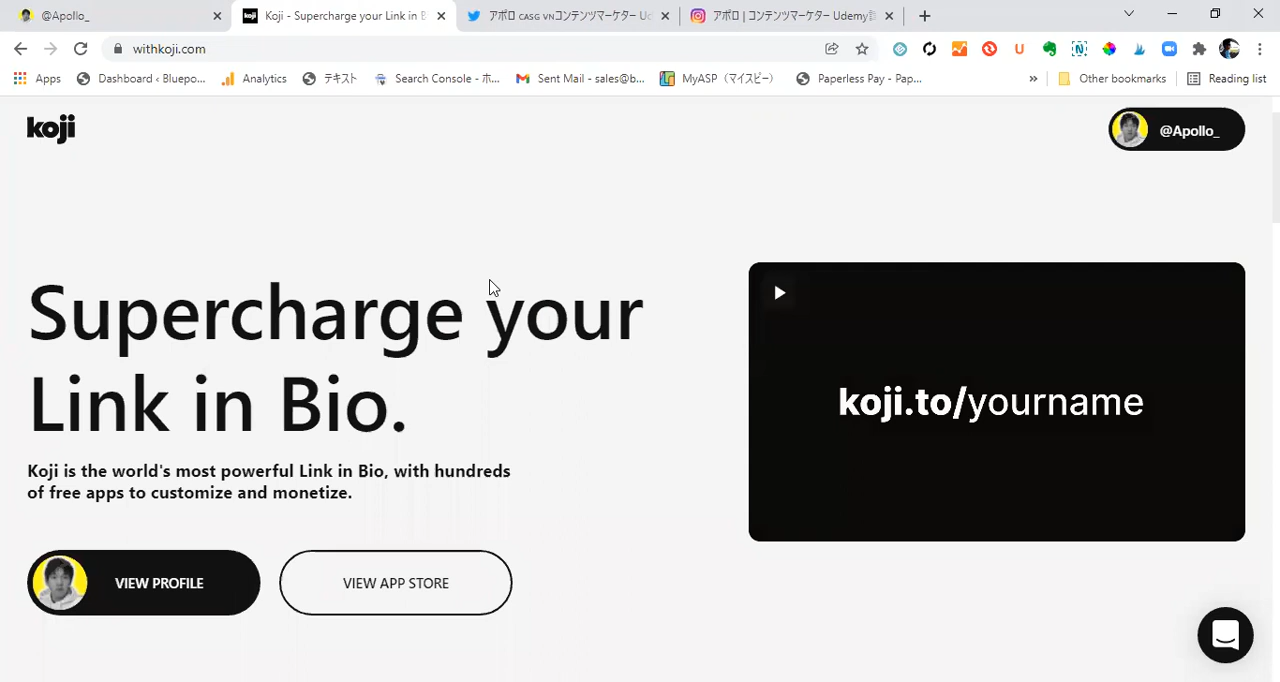 @Apollo_
Koji - Supercharge your Link in B
アポロ ᴄᴀsɢ ᴠɴコンテンツマーケター Ud
アポロ | コンテンツマーケター Udemy
withkoji.com
Apps
Dashboard ‹ Bluepo...
Analytics
テキスト
Search Console - ホ...
Sent Mail - sales@b...
MyASP（マイスピー）
Paperless Pay - Pap...
»
Other bookmarks
Reading list
koji
@Apollo_
Supercharge your
Link in Bio.
Koji is the world's most powerful Link in Bio, with hundreds
of free apps to customize and monetize.
koji.to/yourname
VIEW PROFILE
VIEW APP STORE